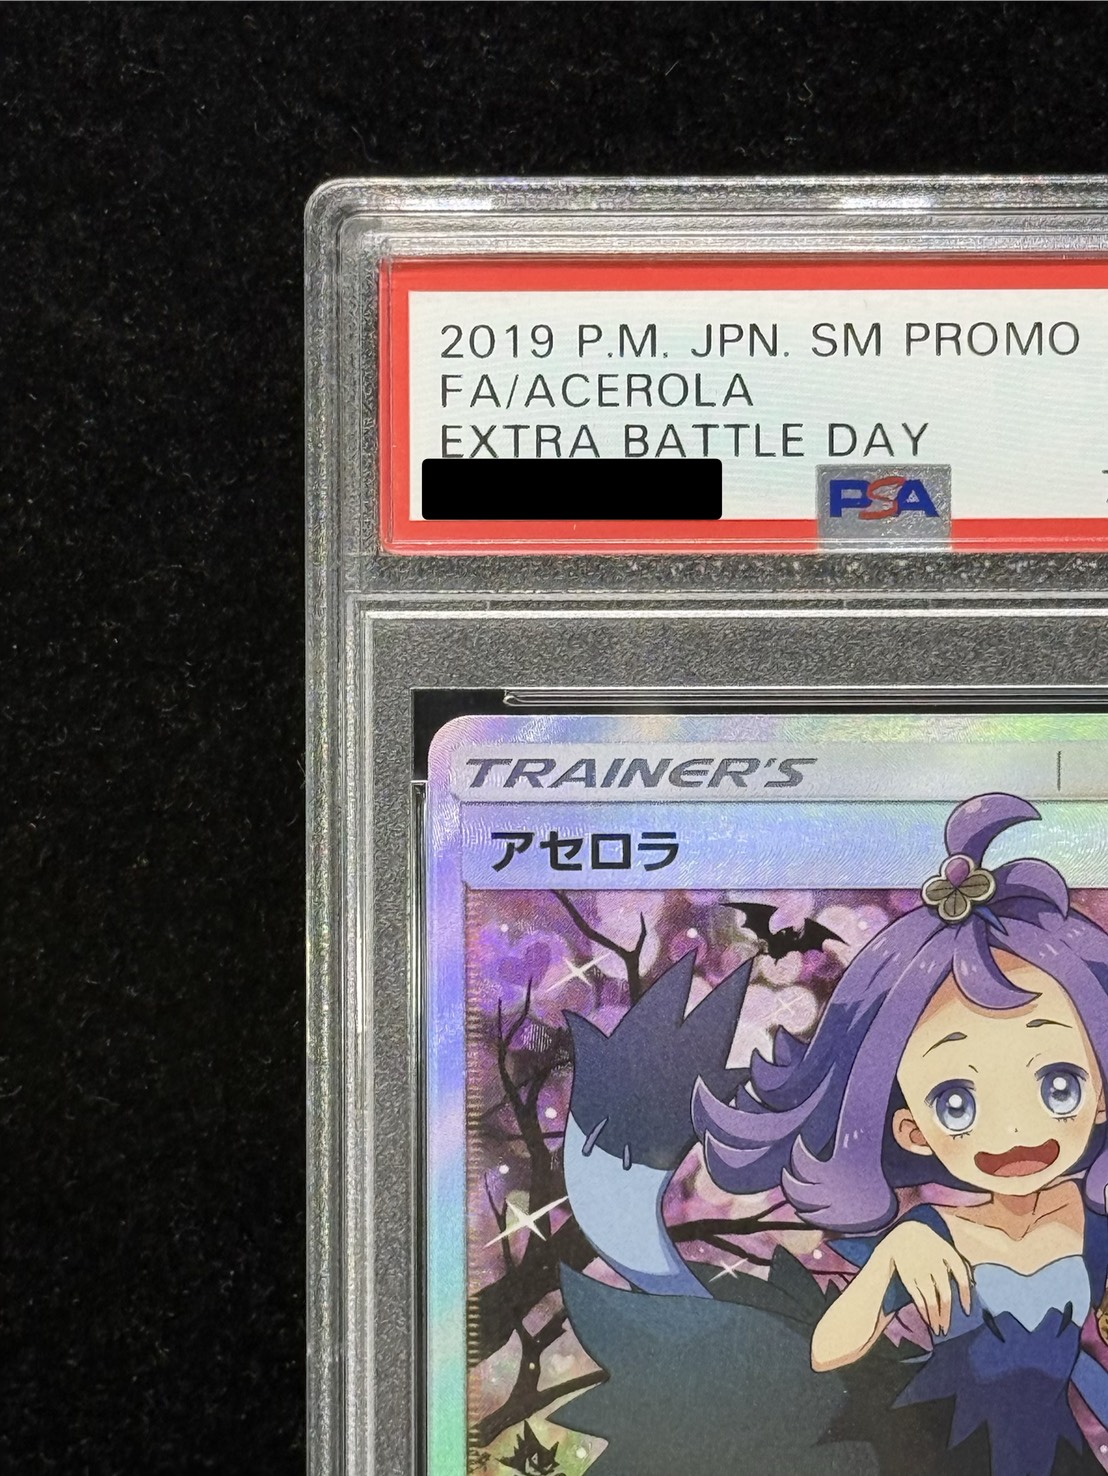 2019 P.M. JPN. SM PROMO
FA/ACEROLA
EXTRA BATTLE DAY
PSA
TRAINER'S
アセロラ